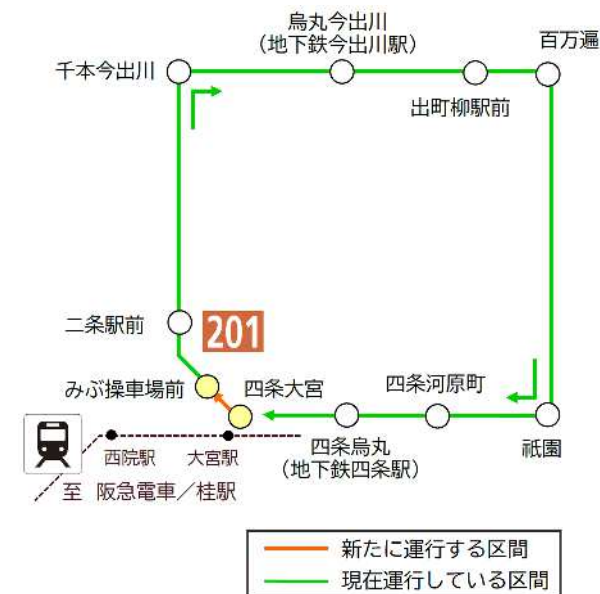 烏丸今出川
（地下鉄今出川駅）
百万遍
千本今出川
出町柳駅前
二条駅前
201
みぶ操車場前
四条大宮
四条河原町
四条烏丸
（地下鉄四条駅）
祇園
西院駅
大宮駅
至 阪急電車／桂駅
新たに運行する区間
現在運行している区間